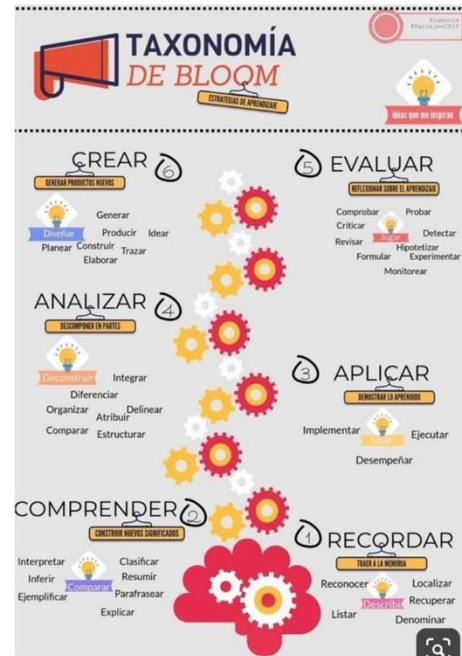 #PaisajesCRIF
TAXONOMÍA
DE BLOOM
ESTRATEGIAS DE APRENDIZAJE
ideas que me inspiran
CREAR 6
GENERAR PRODUCTOS NUEVOS
Generar
Diseñar Producir Idear
Planear Construir Trazar
Elaborar
5 EVALUAR
REFLEXIONAR SOBRE EL APRENDIZAJE
Comprobar Probar
Criticar Juzgar Detectar
Revisar Hipotetizar
Formular Experimentar
Monitorear
ANALIZAR 4
DESCOMPONER EN PARTES
Deconstruir Integrar
Diferenciar
Organizar Atribuir Delinear
Comparar Estructurar
3 APLICAR
DEMOSTRAR LO APRENDIDO
Implementar Usar Ejecutar
Desempeñar
COMPRENDER 2
CONSTRUIR NUEVOS SIGNIFICADOS
Interpretar Clasificar
Inferir Comparar Resumir
Ejemplificar Parafrasear
Explicar
1 RECORDAR
TRAER A LA MEMORIA
Reconocer Localizar
Describir Recuperar
Listar Denominar